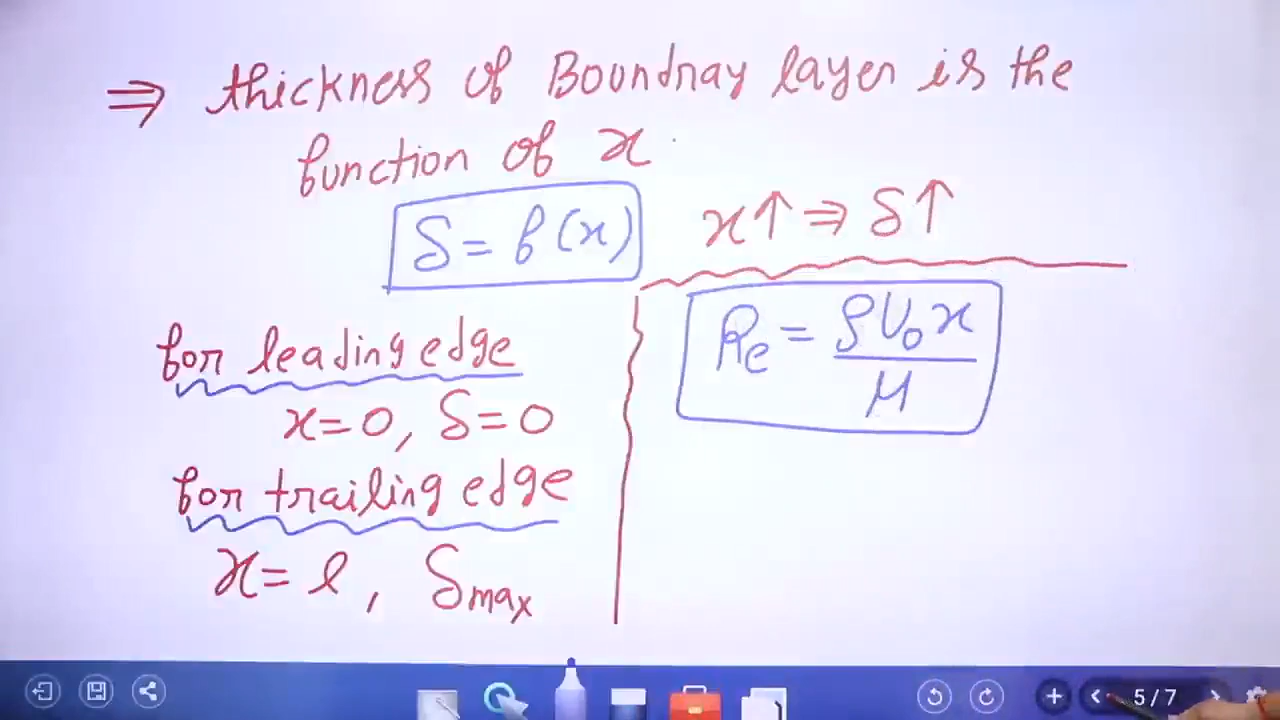 ⇒ thickness of Boundray layer is the
function of x
δ = f(x)
x↑ ⇒ δ↑
for leading edge
x=0, δ=0
for trailing edge
x= l, δmax
Re = ρU₀x / μ
5 / 7